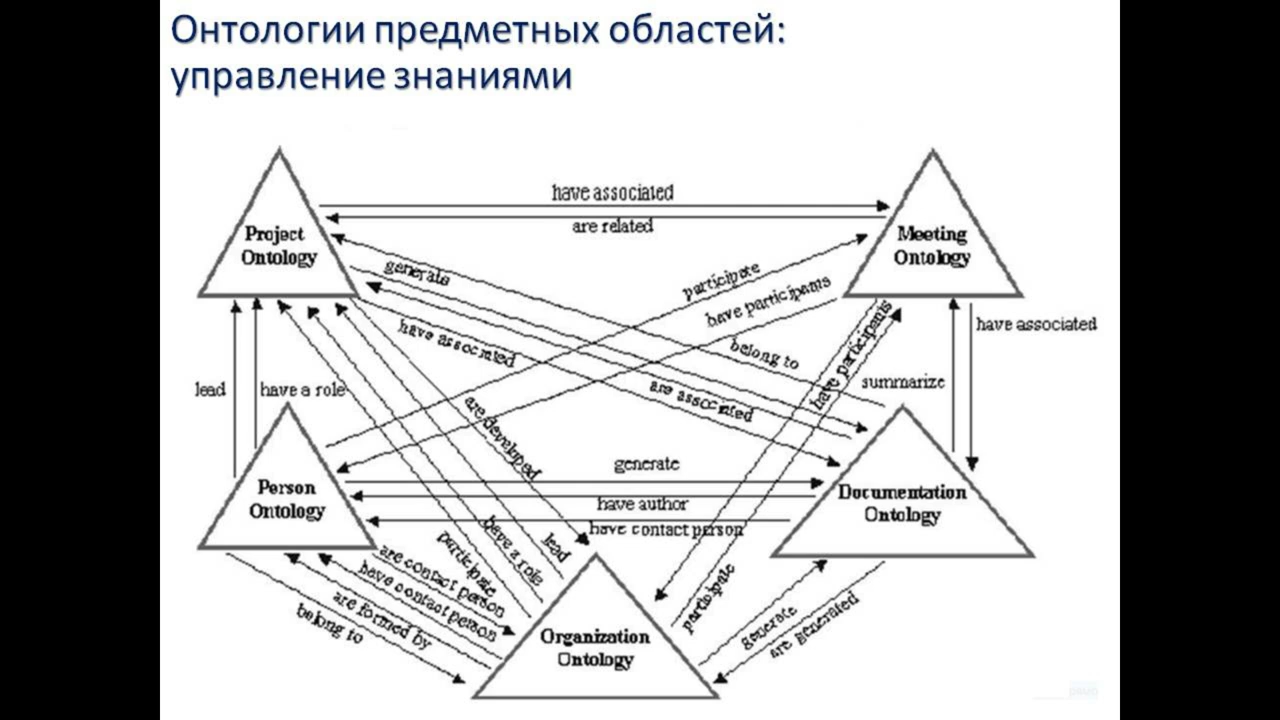 Онтологии предметных областей:
управление знаниями
have associated
are related
Project
Ontology
Meeting
Ontology
generate
participate
have participants
have associated
have associated
belong to
have participants
lead
have a role
are associated
summarize
are developed
generate
Person
Ontology
have author
Documentation
Ontology
have contact person
participate
have a role
lead
are contact person
have contact person
are formed by
belong to
participate
generate
are generated
Organization
Ontology